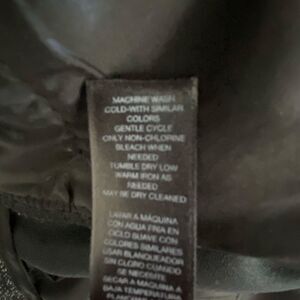 MACHINE WASH
COLD-WITH SIMILAR
COLORS
GENTLE CYCLE
ONLY NON-CHLORINE
BLEACH WHEN
NEEDED
TUMBLE DRY LOW
WARM IRON AS
NEEDED
MAY BE DRY CLEANED
LAVAR A MÁQUINA
CON AGUA FRIA EN
CICLO SUAVE CON
COLORES SIMILARES
USAR BLANQUEADOR
SIN CLORO CUANDO
SE NECESITE
SECAR A MAQUINA A
BAJA TEMPERATURA